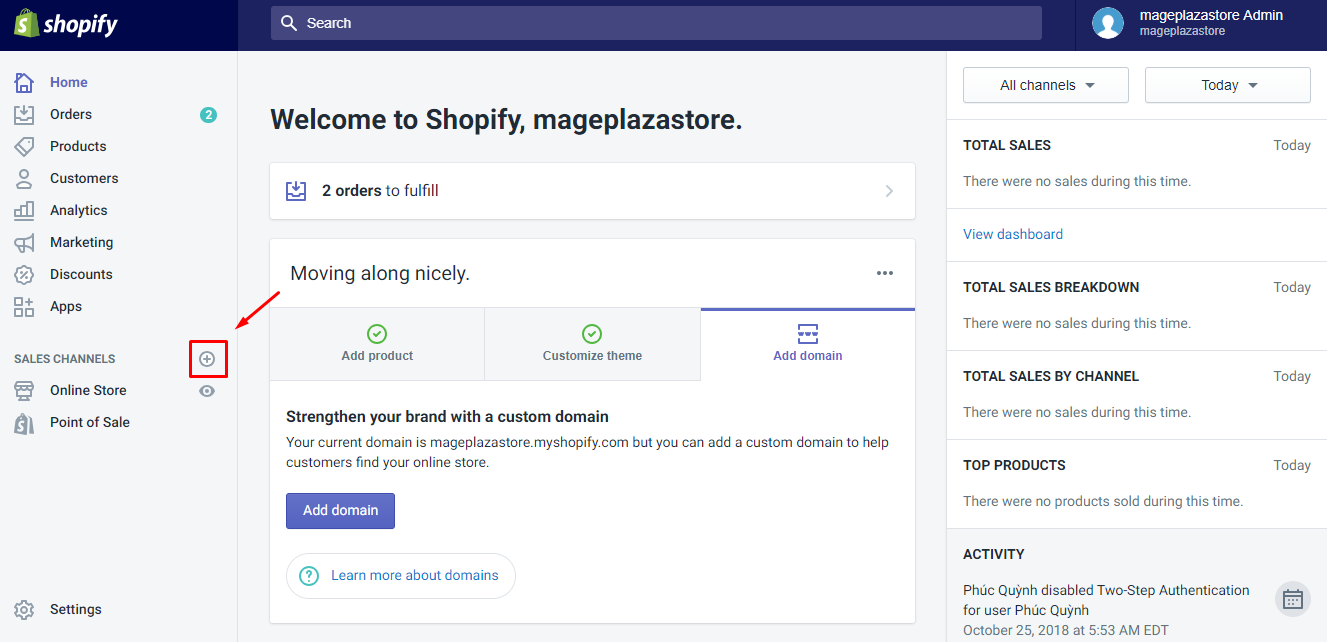 shopify
Search
mageplazastore Admin
mageplazastore
Home
Orders
2
Products
Customers
Analytics
Marketing
Discounts
Apps
SALES CHANNELS
Online Store
Point of Sale
Settings
Welcome to Shopify, mageplazastore.
2 orders to fulfill
Moving along nicely.
Add product
Customize theme
Add domain
Strengthen your brand with a custom domain
Your current domain is mageplazastore.myshopify.com but you can add a custom domain to help
customers find your online store.
Add domain
Learn more about domains
All channels
Today
TOTAL SALES
Today
There were no sales during this time.
View dashboard
TOTAL SALES BREAKDOWN
Today
There were no sales during this time.
TOTAL SALES BY CHANNEL
Today
There were no sales during this time.
TOP PRODUCTS
Today
There were no products sold during this time.
ACTIVITY
Phúc Quỳnh disabled Two-Step Authentication
for user Phúc Quỳnh
October 25, 2018 at 5:53 AM EDT